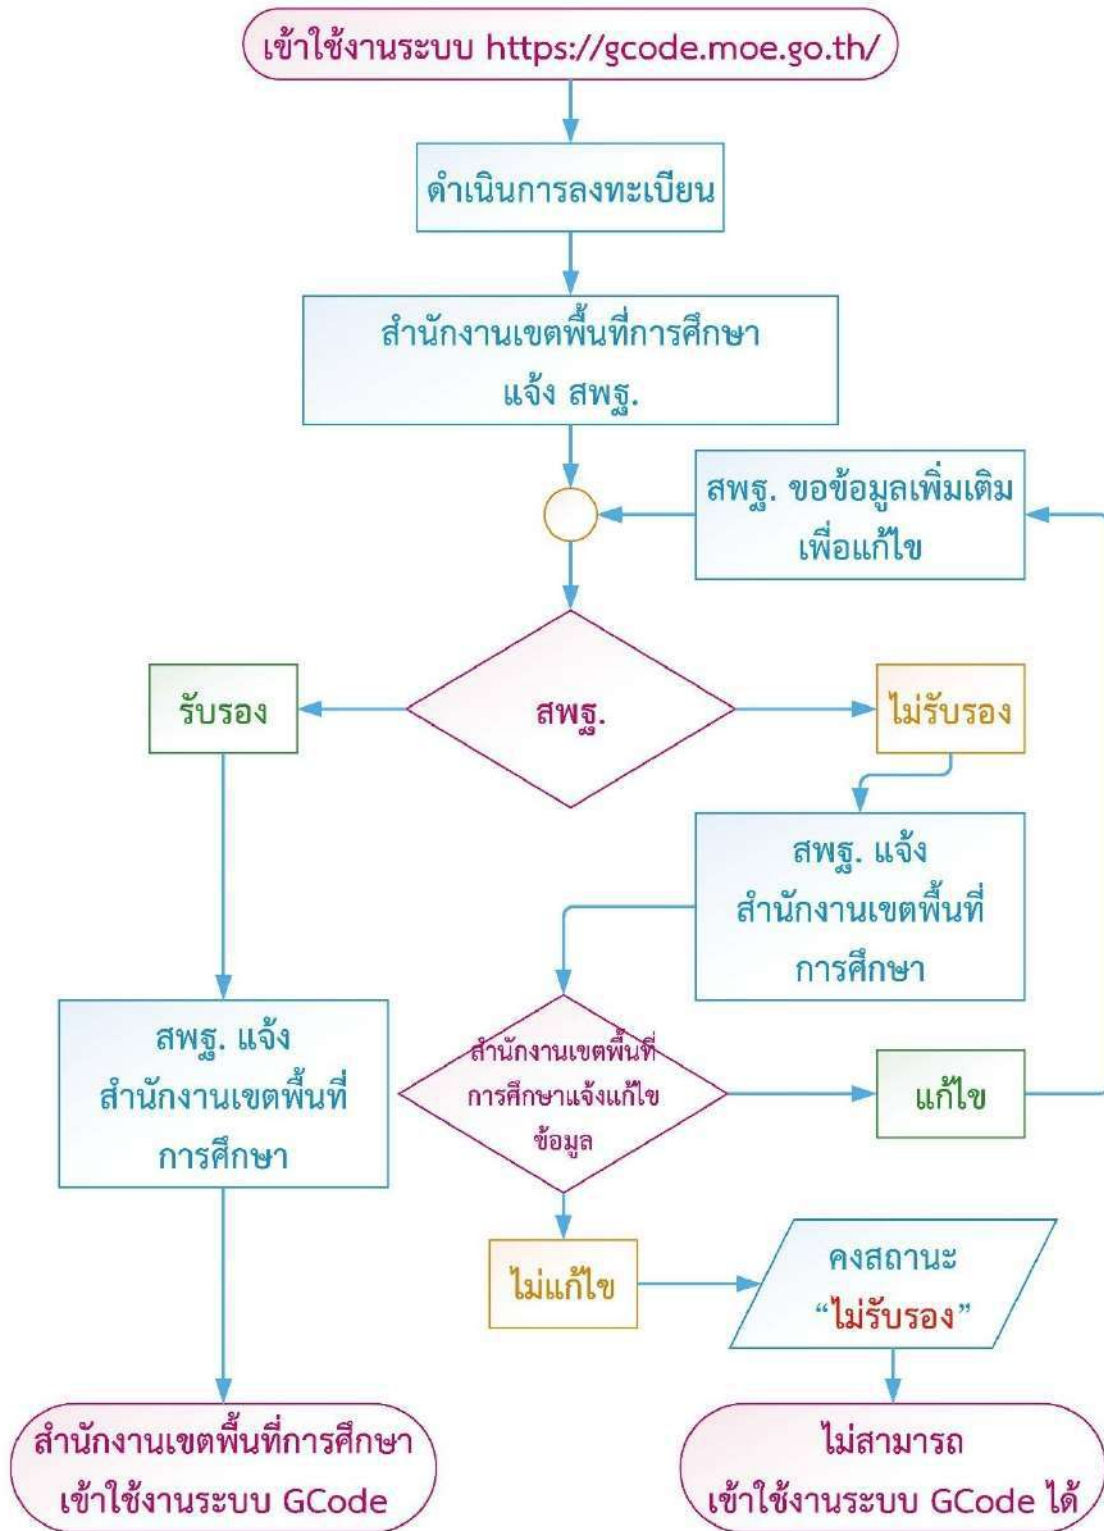 เข้าใช้งานระบบ https://gcode.moe.go.th/
ดำเนินการลงทะเบียน
สำนักงานเขตพื้นที่การศึกษา
แจ้ง สพฐ.
สพฐ. ขอข้อมูลเพิ่มเติม
เพื่อแก้ไข
รับรอง
สพฐ.
ไม่รับรอง
สพฐ. แจ้ง
สำนักงานเขตพื้นที่
การศึกษา
สพฐ. แจ้ง
สำนักงานเขตพื้นที่
การศึกษา
สำนักงานเขตพื้นที่
การศึกษาแจ้งแก้ไข
ข้อมูล
แก้ไข
ไม่แก้ไข
คงสถานะ
“ไม่รับรอง”
สำนักงานเขตพื้นที่การศึกษา
เข้าใช้งานระบบ GCode
ไม่สามารถ
เข้าใช้งานระบบ GCode ได้